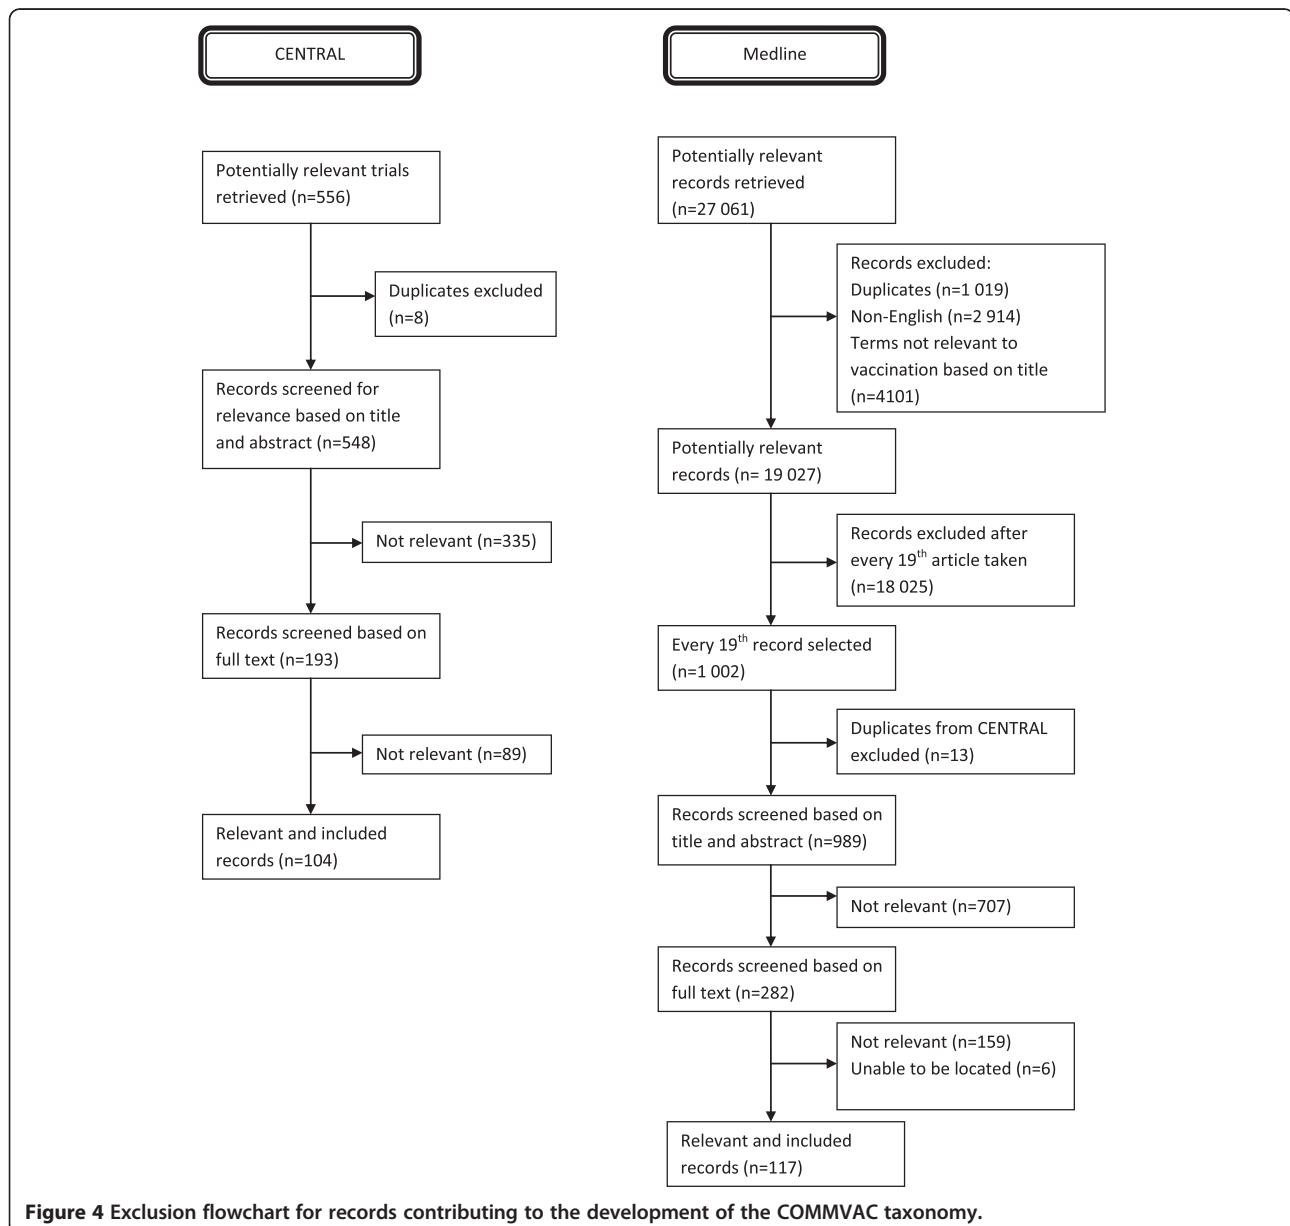 CENTRAL
Potentially relevant trials
retrieved (n=556)
Duplicates excluded
(n=8)
Records screened for
relevance based on title
and abstract (n=548)
Not relevant (n=335)
Records screened based on
full text (n=193)
Not relevant (n=89)
Relevant and included
records (n=104)
Medline
Potentially relevant
records retrieved
(n=27 061)
Records excluded:
Duplicates (n=1 019)
Non-English (n=2 914)
Terms not relevant to
vaccination based on title
(n=4101)
Potentially relevant
records (n= 19 027)
Records excluded after
every 19th article taken
(n=18 025)
Every 19th record selected
(n=1 002)
Duplicates from CENTRAL
excluded (n=13)
Records screened based on
title and abstract (n=989)
Not relevant (n=707)
Records screened based on
full text (n=282)
Not relevant (n=159)
Unable to be located (n=6)
Relevant and included
records (n=117)
Figure 4 Exclusion flowchart for records contributing to the development of the COMMVAC taxonomy.